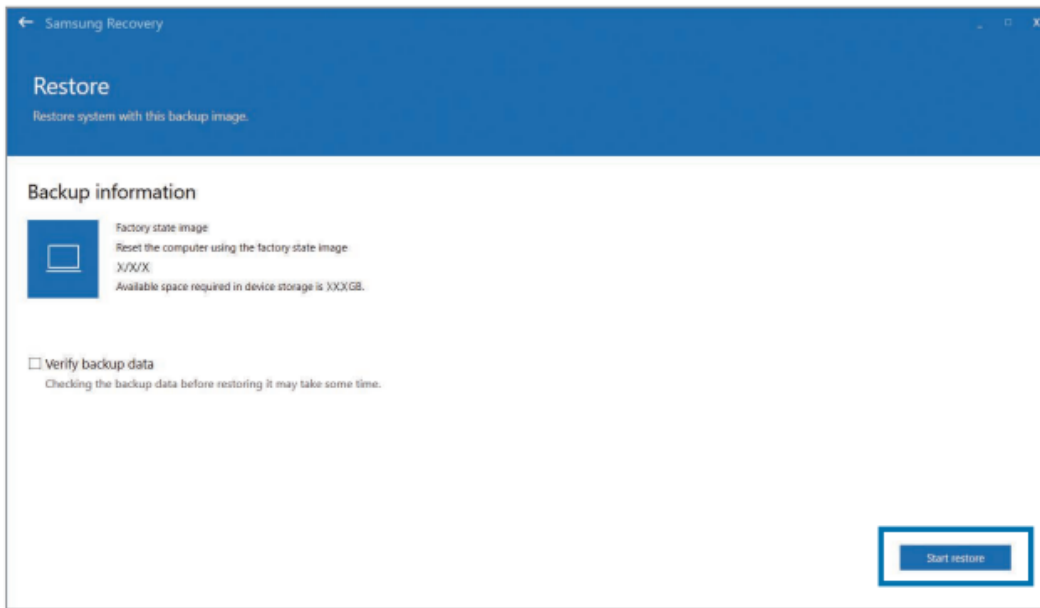 Samsung Recovery
Restore
Restore system with this backup image.
Backup information
Factory state image
Reset the computer using the factory state image
X/X/X
Available space required in device storage is XXXGB.
Verify backup data
Checking the backup data before restoring it may take some time.
Start restore